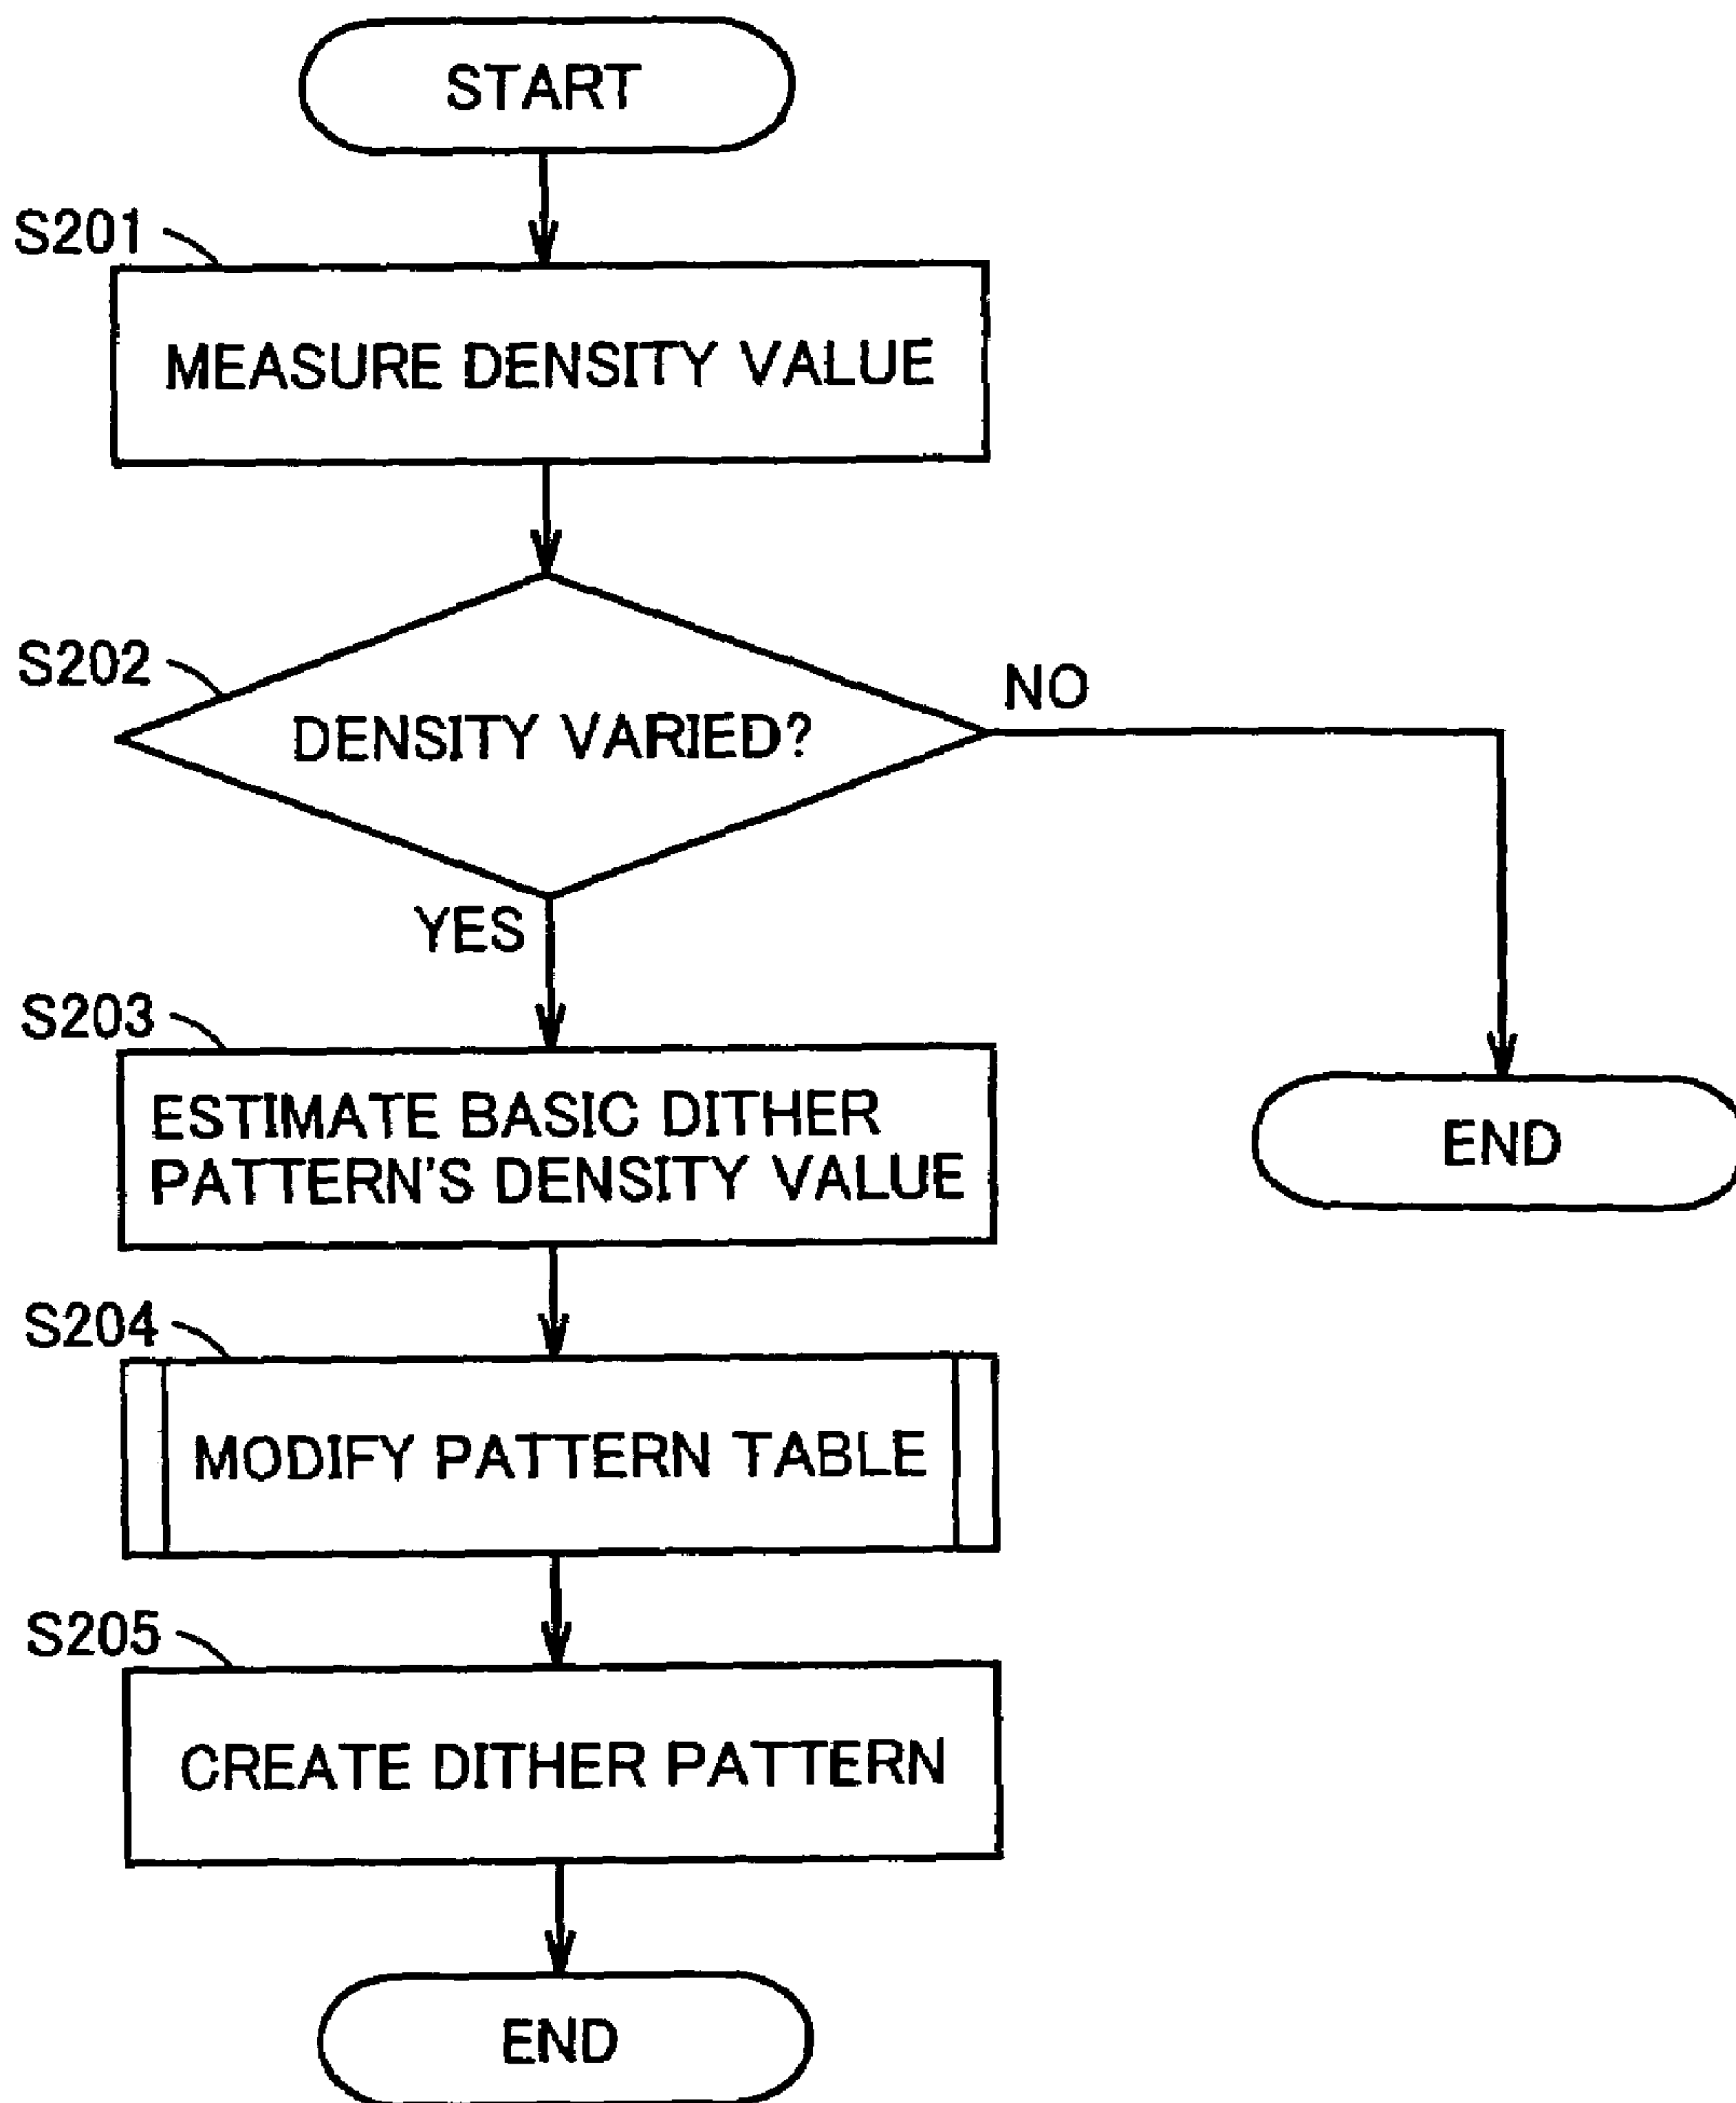 START
S201
MEASURE DENSITY VALUE
S202
DENSITY VARIED?
NO
YES
S203
ESTIMATE BASIC DITHER
PATTERN'S DENSITY VALUE
END
S204
MODIFY PATTERN TABLE
S205
CREATE DITHER PATTERN
END